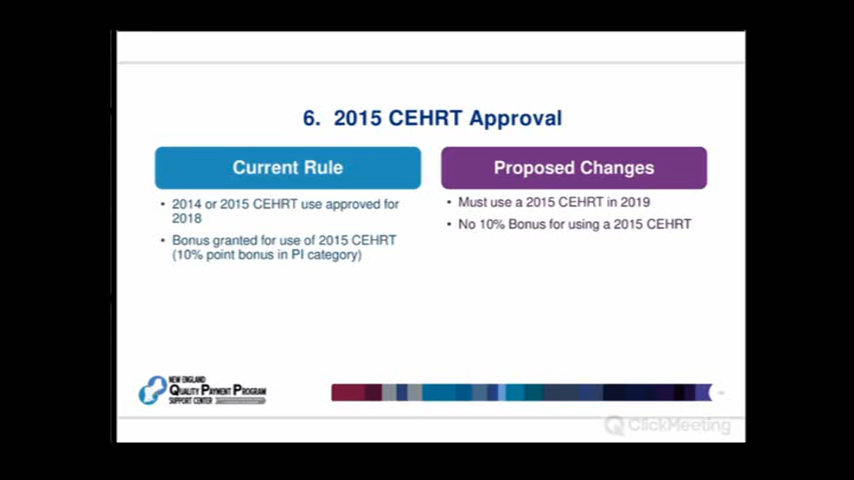 6. 2015 CEHRT Approval
Current Rule
• 2014 or 2015 CEHRT use approved for
2018
• Bonus granted for use of 2015 CEHRT
(10% point bonus in PI category)
Proposed Changes
• Must use a 2015 CEHRT in 2019
• No 10% Bonus for using a 2015 CEHRT
NEW ENGLAND
QUALITY PAYMENT PROGRAM
SUPPORT CENTER
ClickMeeting